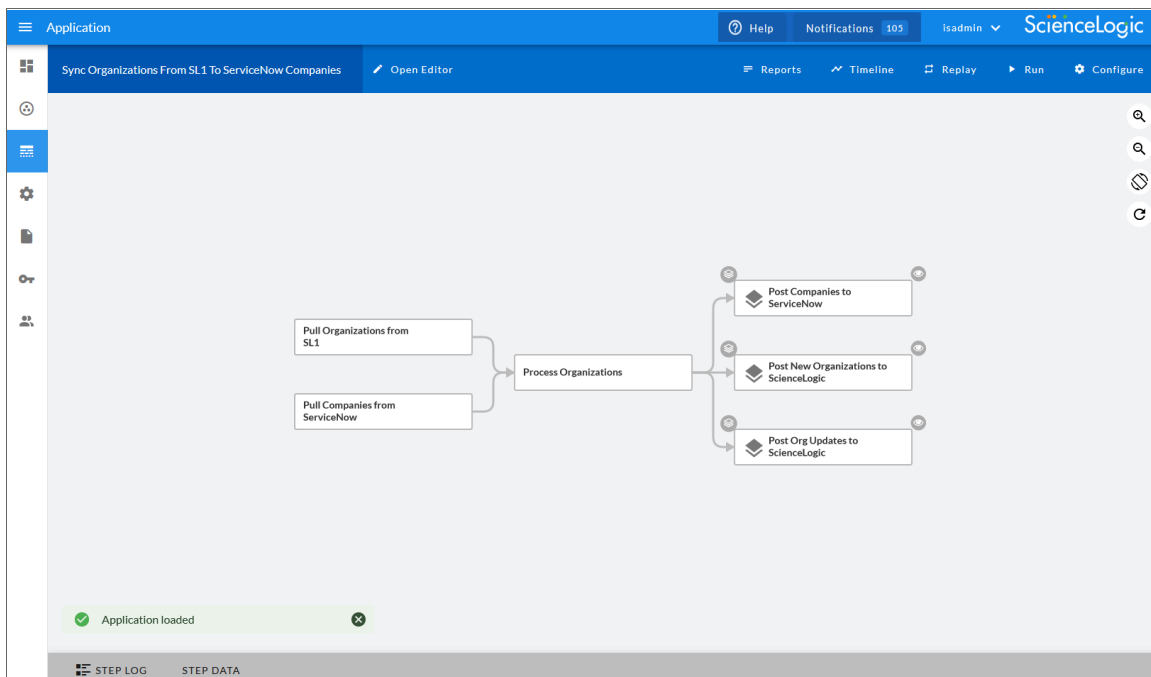 Application
Help
Notifications 105
isadmin
ScienceLogic
Sync Organizations From SL1 To ServiceNow Companies
Open Editor
Reports
Timeline
Replay
Run
Configure
Pull Organizations from
SL1
Pull Companies from
ServiceNow
Process Organizations
Post Companies to
ServiceNow
Post New Organizations to
ScienceLogic
Post Org Updates to
ScienceLogic
Application loaded
STEP LOG
STEP DATA